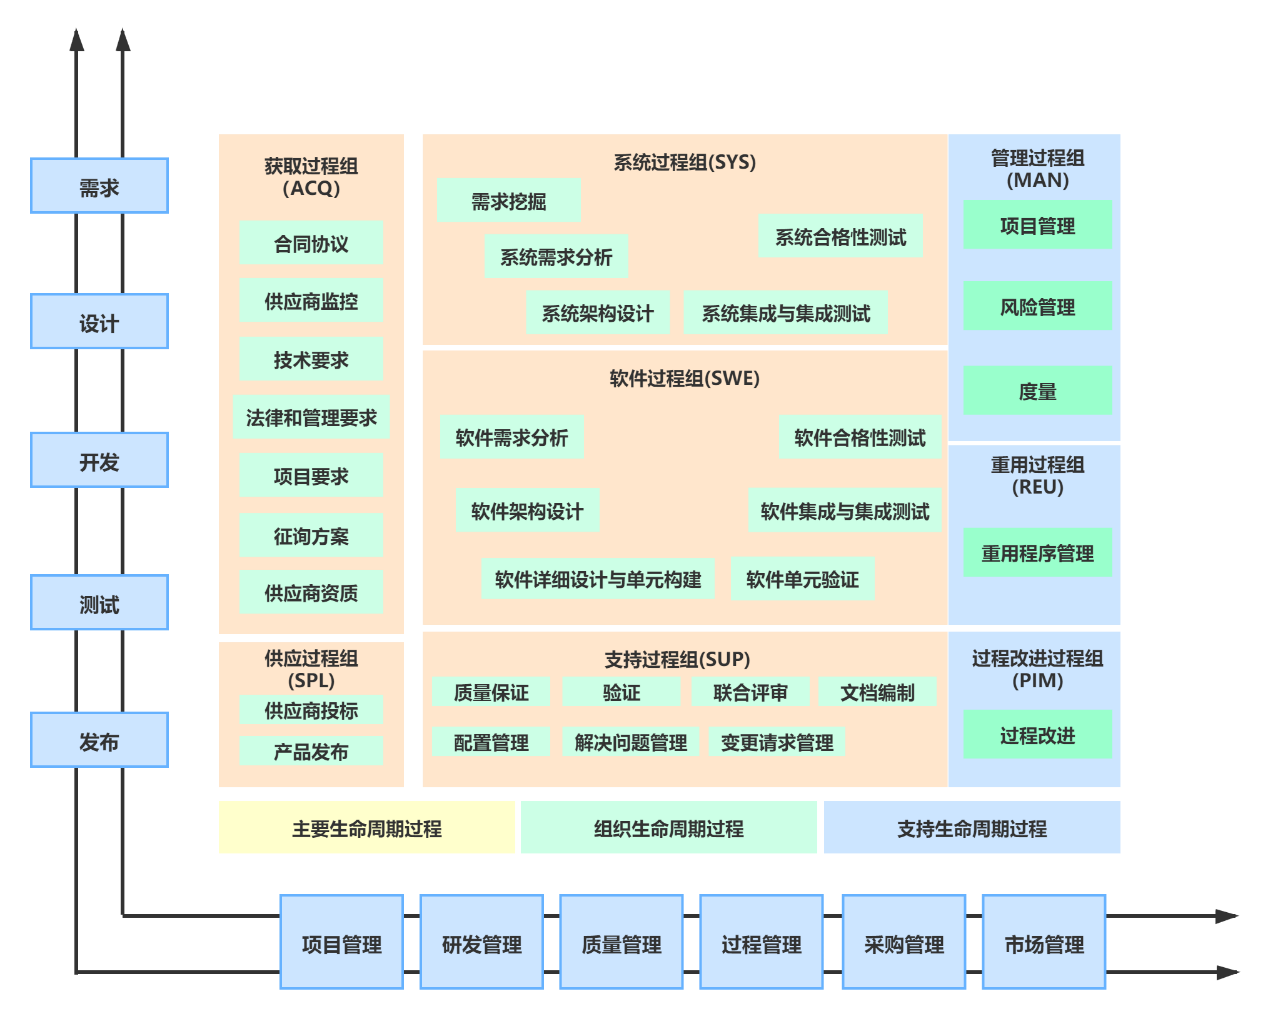 需求
设计
开发
测试
发布
获取过程组
(ACQ)
合同协议
供应商监控
技术要求
法律和管理要求
项目要求
征询方案
供应商资质
供应过程组
(SPL)
供应商投标
产品发布
系统过程组(SYS)
需求挖掘
系统合格性测试
系统需求分析
系统架构设计
系统集成与集成测试
软件过程组(SWE)
软件需求分析
软件合格性测试
软件架构设计
软件集成与集成测试
软件详细设计与单元构建
软件单元验证
支持过程组(SUP)
质量保证
验证
联合评审
文档编制
配置管理
解决问题管理
变更请求管理
管理过程组
(MAN)
项目管理
风险管理
度量
重用过程组
(REU)
重用程序管理
过程改进过程组
(PIM)
过程改进
主要生命周期过程
组织生命周期过程
支持生命周期过程
项目管理
研发管理
质量管理
过程管理
采购管理
市场管理